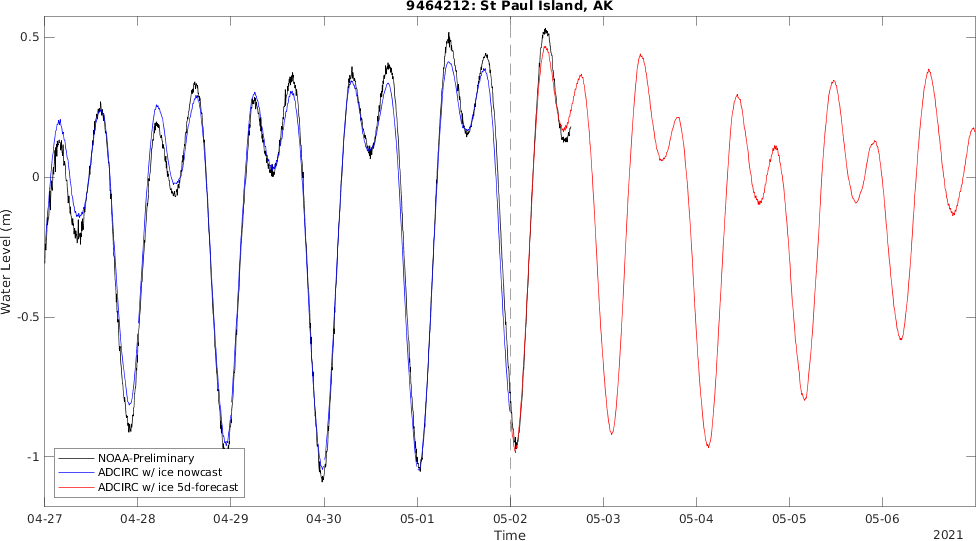 9464212: St Paul Island, AK
Water Level (m)
0.5
0
-0.5
-1
NOAA-Preliminary
ADCIRC w/ ice nowcast
ADCIRC w/ ice 5d-forecast
04-27 04-28 04-29 04-30 05-01 05-02 05-03 05-04 05-05 05-06
Time
2021